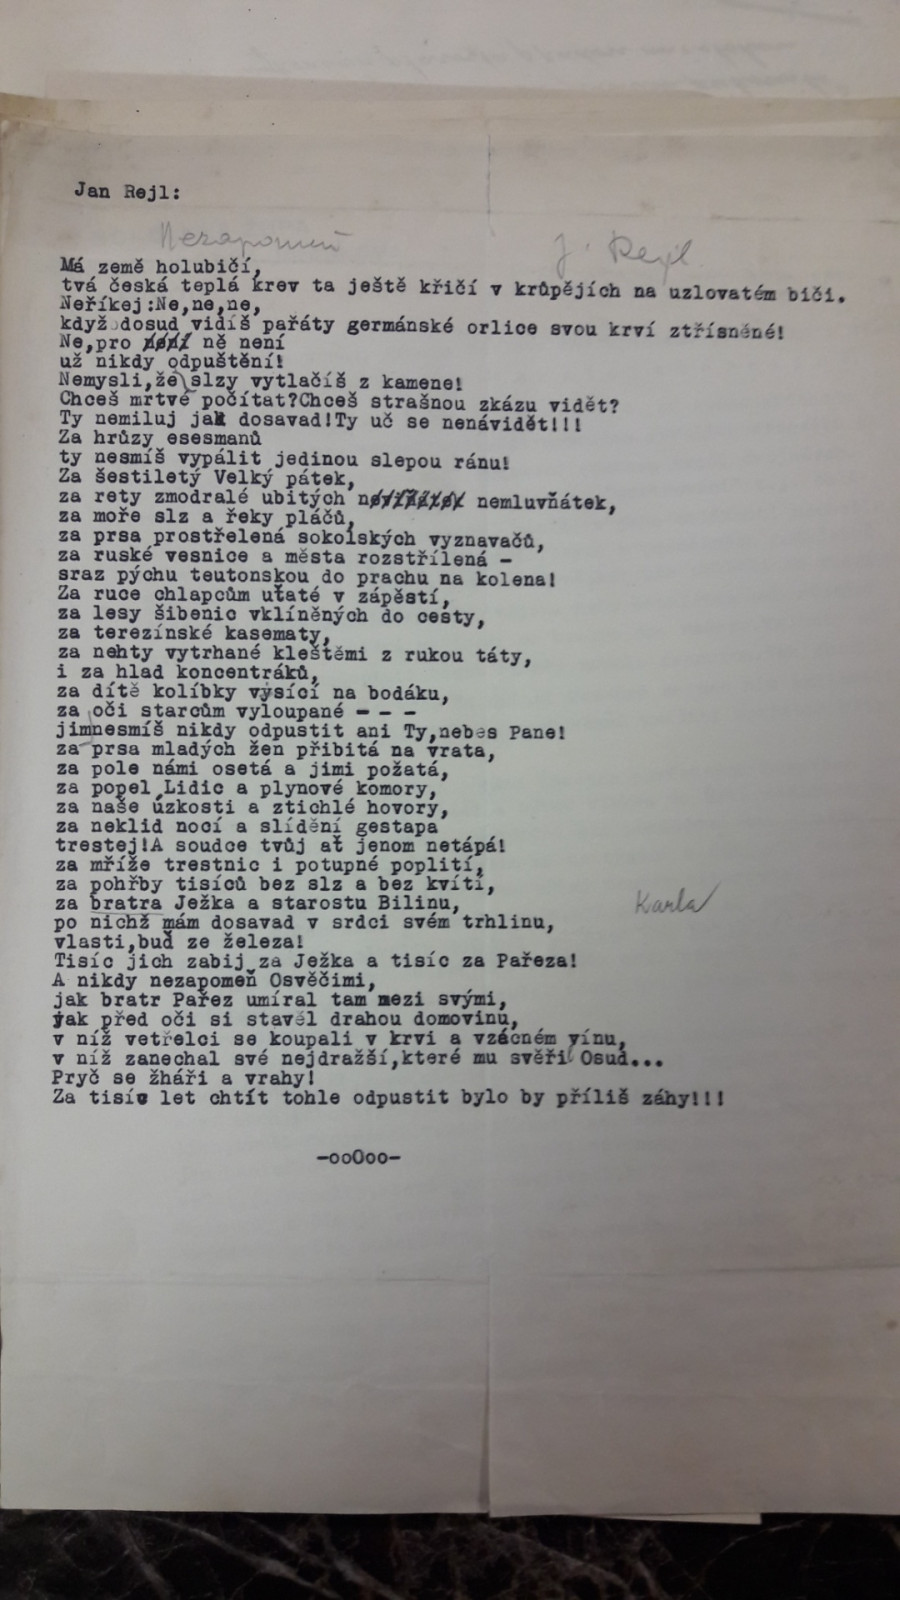 Jan Rejl:
Nezapomeň
J. Rejl
Má země holubičí,
tvá česká teplá krev ta ještě křičí v krůpějích na uzlovatém biči.
Neříkej:Ne,ne,ne,
když dosud vidíš pařáty germánské orlice svou krví ztřísněné!
Ne,pro ně není
už nikdy odpuštění!
Nemysli,že slzy vytlačíš z kamene!
Chceš mrtvé počítat?Chceš strašnou zkázu vidět?
Ty nemiluj jak dosavad!Ty uč se nenávidět!!!
Za hrůzy esesmanů
ty nesmíš vypálit jedinou slepou ránu!
Za šestiletý Velký pátek,
za rety zmodralé ubitých nemluvňátek,
za moře slz a řeky pláčů,
za prsa prostřelená sokolských vyznavačů,
za ruské vesnice a města rozstřílená -
sraz pýchu teutonskou do prachu na kolena!
Za ruce chlapcům uťaté v zápěstí,
za lesy šibenic vklíněných do cesty,
za terezínské kasematy,
za nehty vytrhané kleštěmi z rukou táty,
i za hlad koncentráků,
za dítě kolíbky vysící na bodáku,
za oči starcům vyloupané - - -
jim nesmíš nikdy odpustit ani Ty,nebes Pane!
za prsa mladých žen přibitá na vrata,
za pole námi osetá a jimi požatá,
za popel Lidic a plynové komory,
za naše úzkosti a ztichlé hovory,
za neklid nocí a slídění gestapa
trestej!A soudce tvůj ať jenom netápá!
za mříže trestnic i potupné poplití,
za pohřby tisíců bez slz a bez kvítí,
za bratra Ježka a starostu Bilinu, Karla
po nichž mám dosavad v srdci svém trhlinu,
vlasti,buď ze železa!
Tisíc jich zabij za Ježka a tisíc za Pařeza!
A nikdy nezapomeň Osvěčimi,
jak bratr Pařez umíral tam mezi svými,
jak před oči si stavěl drahou domovinu,
v níž vetřelci se koupali v krvi a vzácném vínu,
v níž zanechal své nejdražší,které mu svěřil Osud...
Pryč se žháři a vrahy!
Za tisíc let chtít tohle odpustit bylo by příliš záhy!!!
-ooOoo-